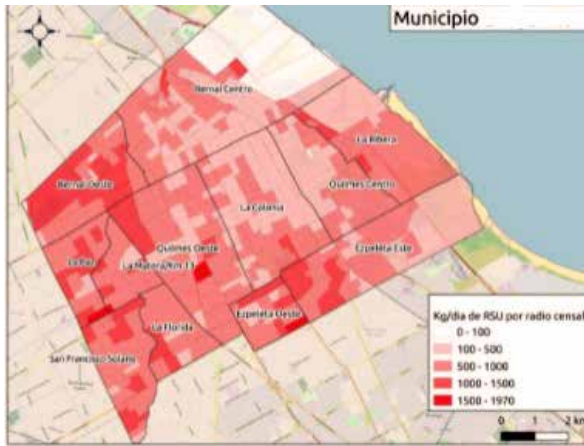 Municipio
Bernal Centro
La Ribera
Bernal Oeste
Quilmes Centro
La Colonia
Quilmes Oeste
Ezpeleta Este
La Matera/Km 13
Ezpeleta Oeste
La Florida
San Francisco Solano
Kg/día de RSU por radio censal
0 - 100
100 - 500
500 - 1000
1000 - 1500
1500 - 1970
0 1 2 km